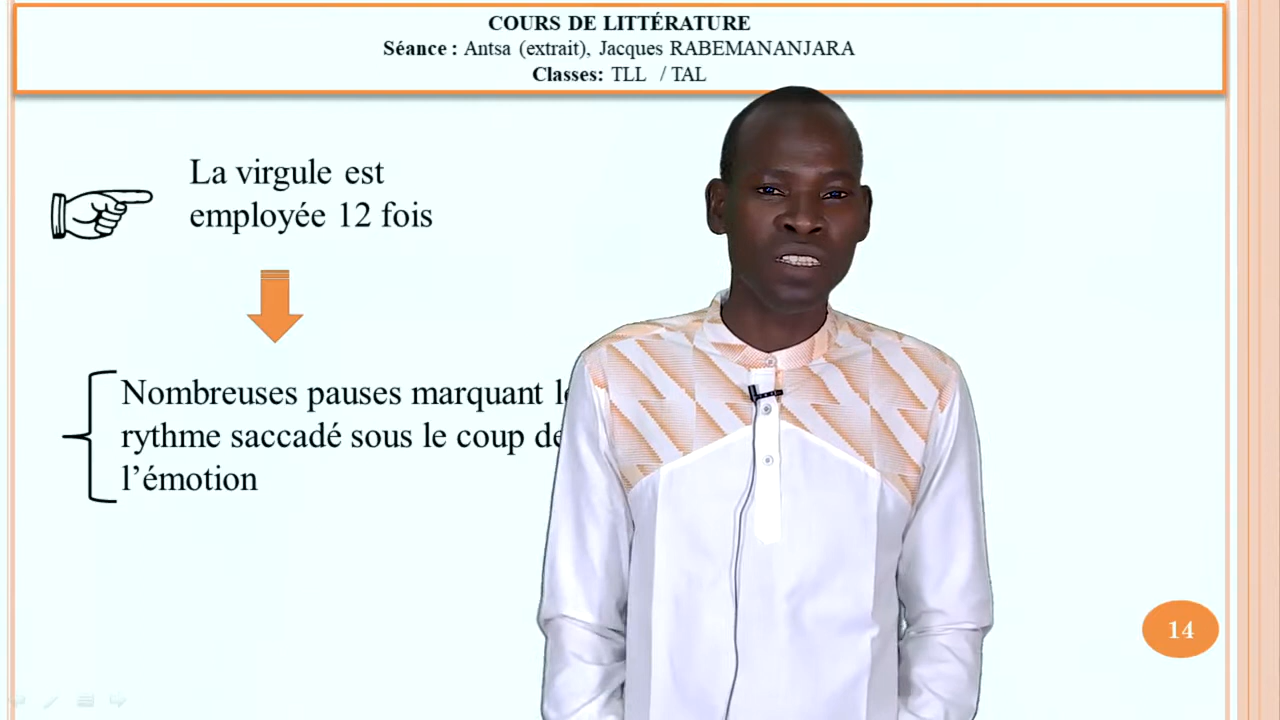 COURS DE LITTÉRATURE
Séance : Antsa (extrait), Jacques RABEMANANJARA
Classes: TLL / TAL
La virgule est
employée 12 fois
Nombreuses pauses marquant
rythme saccadé sous le coup de
l’émotion
14